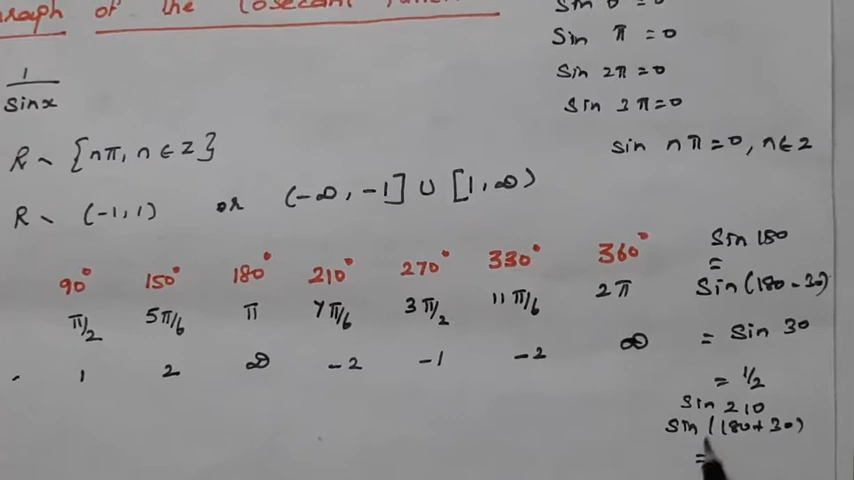 graph of the Cosecant
Sin 0 = 0
Sin π = 0
Sin 2π = 0
Sin 3π = 0
sin nπ = 0, n ∈ Z
1/sinx
R ~ {nπ, n ∈ Z}
R ~ (-1, 1) or (-∞, -1] ∪ [1, ∞)
90° 150° 180° 210° 270° 330° 360°
π/2 5π/6 π 7π/6 3π/2 11π/6 2π
1 2 ∞ -2 -1 -2 ∞
Sin 180
=
Sin(180-30)
= Sin 30
= 1/2
Sin 210
Sin(180+30)
=